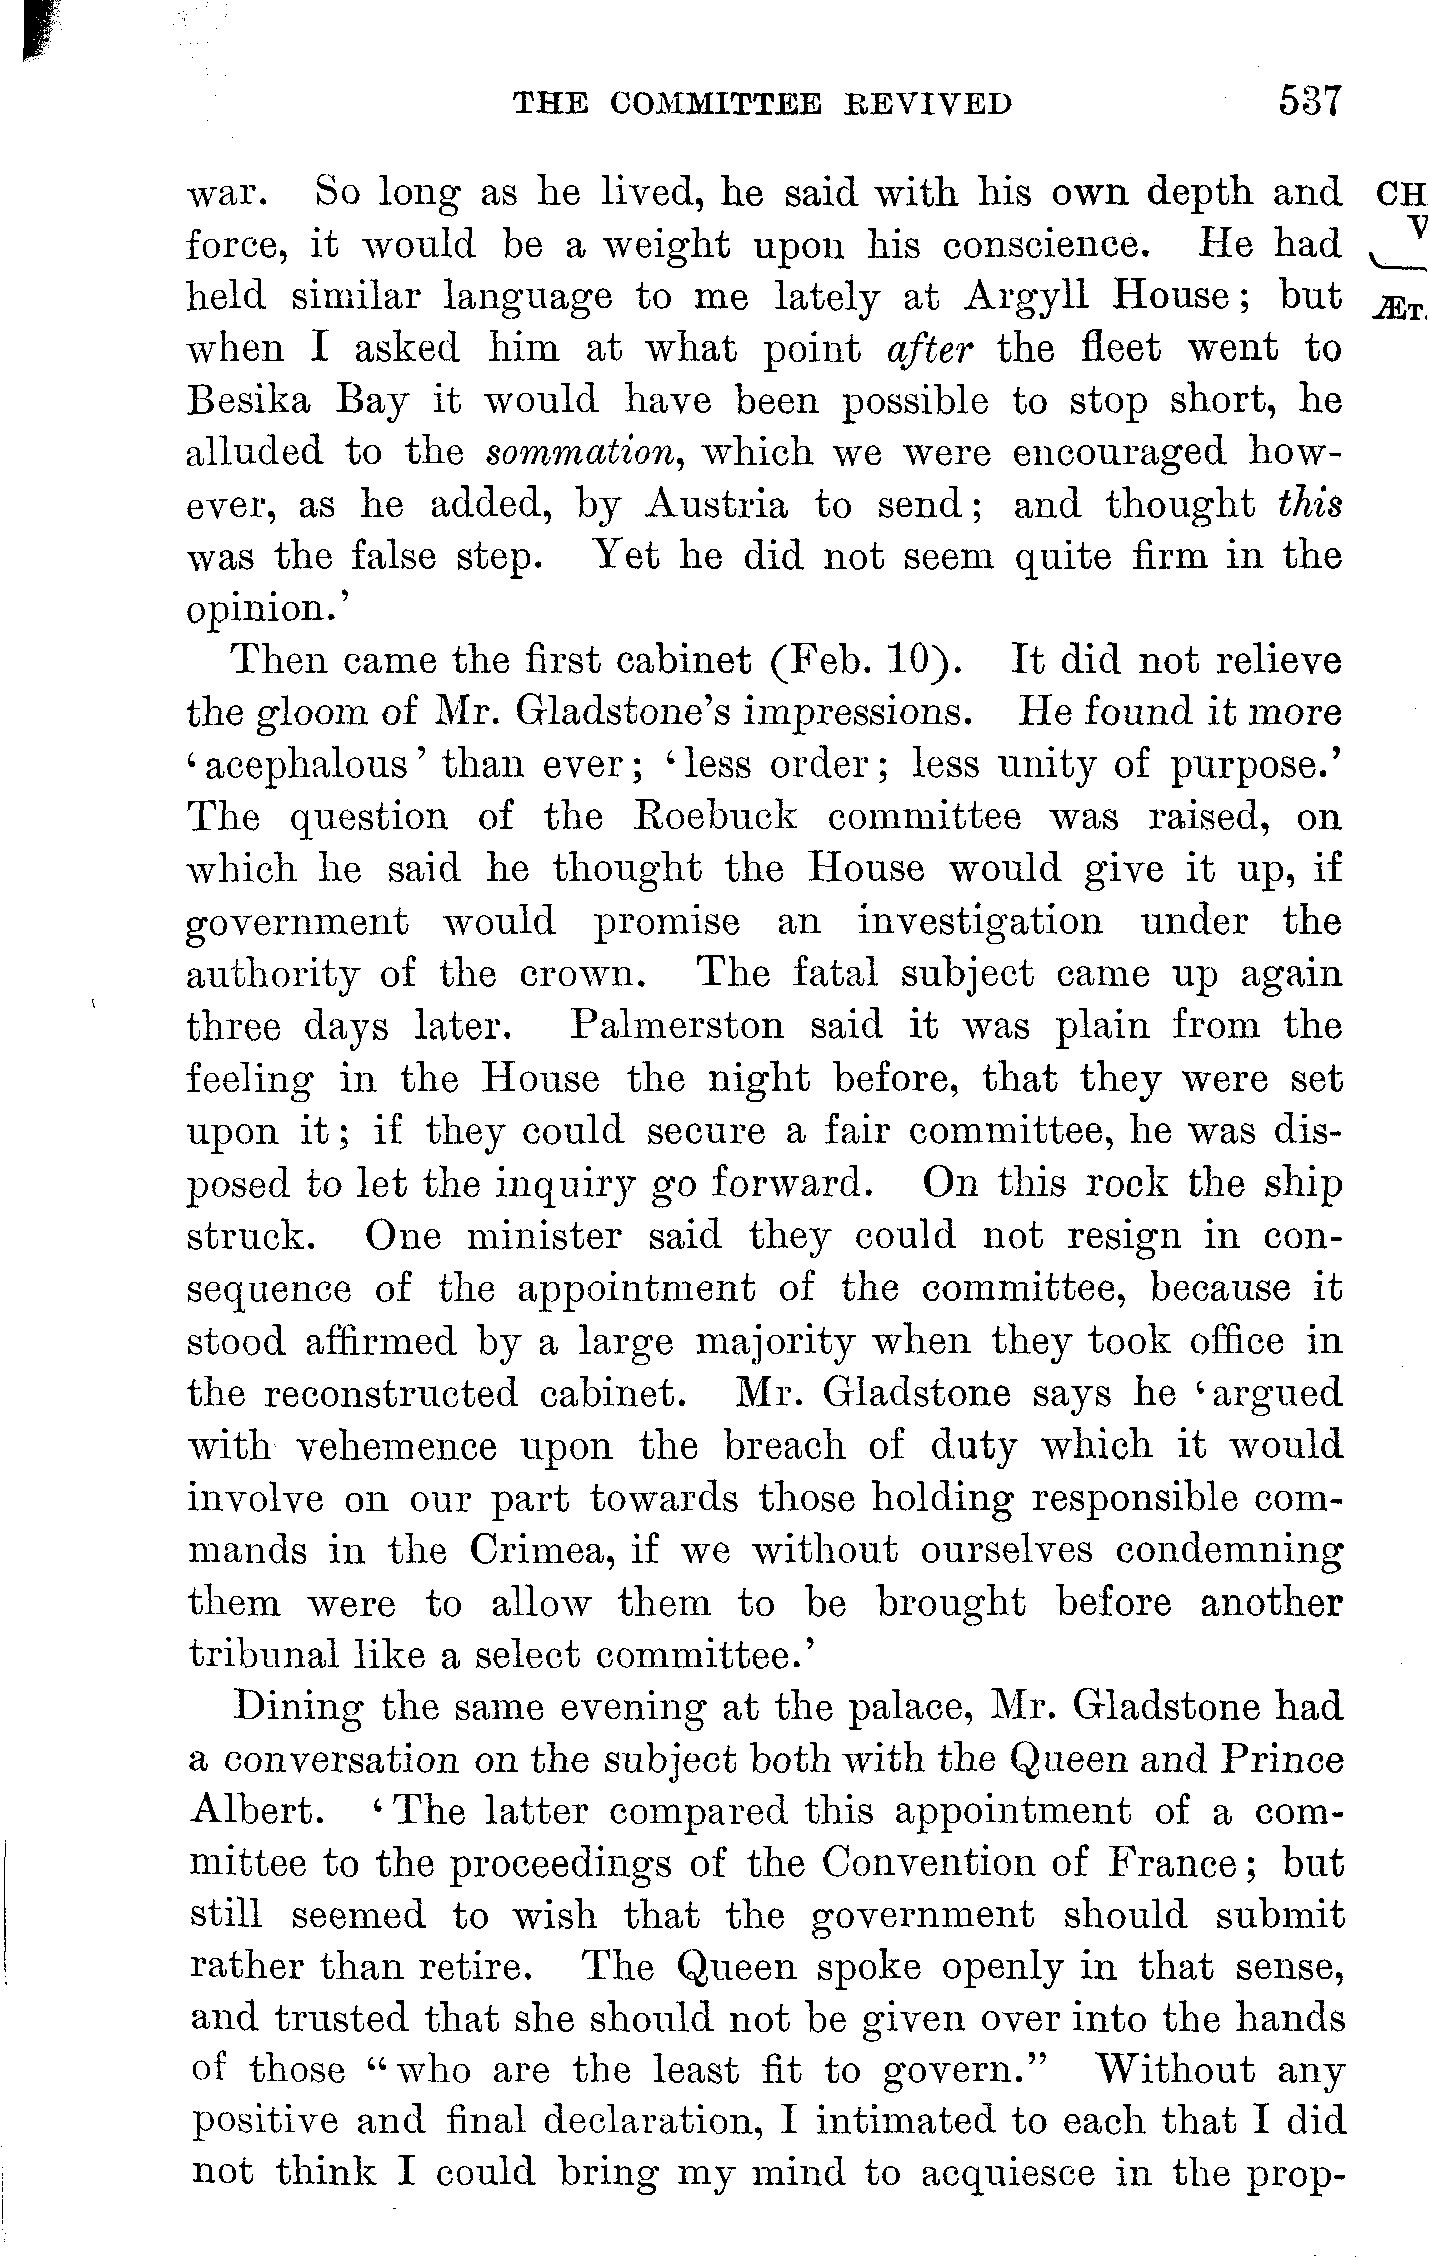 THE COMMITTEE REVIVED 537
war. So long as he lived, he said with his own depth and
force, it would be a weight upon his conscience. He had
held similar language to me lately at Argyll House; but
when I asked him at what point after the fleet went to
Besika Bay it would have been possible to stop short, he
alluded to the sommation, which we were encouraged how-
ever, as he added, by Austria to send; and thought this
was the false step. Yet he did not seem quite firm in the
opinion.'
Then came the first cabinet (Feb. 10). It did not relieve
the gloom of Mr. Gladstone's impressions. He found it more
'acephalous' than ever; 'less order; less unity of purpose.'
The question of the Roebuck committee was raised, on
which he said he thought the House would give it up, if
government would promise an investigation under the
authority of the crown. The fatal subject came up again
three days later. Palmerston said it was plain from the
feeling in the House the night before, that they were set
upon it; if they could secure a fair committee, he was dis-
posed to let the inquiry go forward. On this rock the ship
struck. One minister said they could not resign in con-
sequence of the appointment of the committee, because it
stood affirmed by a large majority when they took office in
the reconstructed cabinet. Mr. Gladstone says he 'argued
with vehemence upon the breach of duty which it would
involve on our part towards those holding responsible com-
mands in the Crimea, if we without ourselves condemning
them were to allow them to be brought before another
tribunal like a select committee.'
Dining the same evening at the palace, Mr. Gladstone had
a conversation on the subject both with the Queen and Prince
Albert. 'The latter compared this appointment of a com-
mittee to the proceedings of the Convention of France; but
still seemed to wish that the government should submit
rather than retire. The Queen spoke openly in that sense,
and trusted that she should not be given over into the hands
of those "who are the least fit to govern." Without any
positive and final declaration, I intimated to each that I did
not think I could bring my mind to acquiesce in the prop-
CH
V
ÆT.